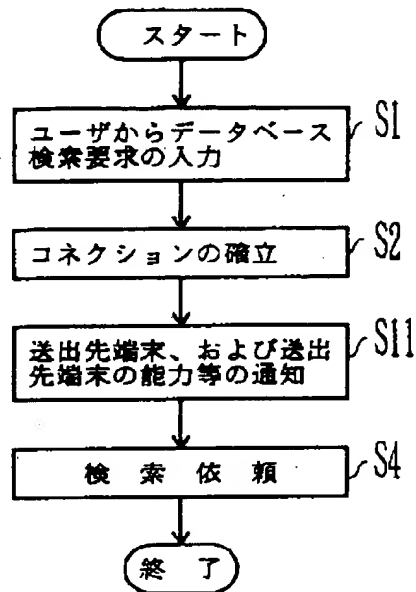 スタート
ユーザからデータベース
検索要求の入力
S1
コネクションの確立
S2
送出先端末、および送出
先端末の能力等の通知
S11
検索依頼
S4
終了